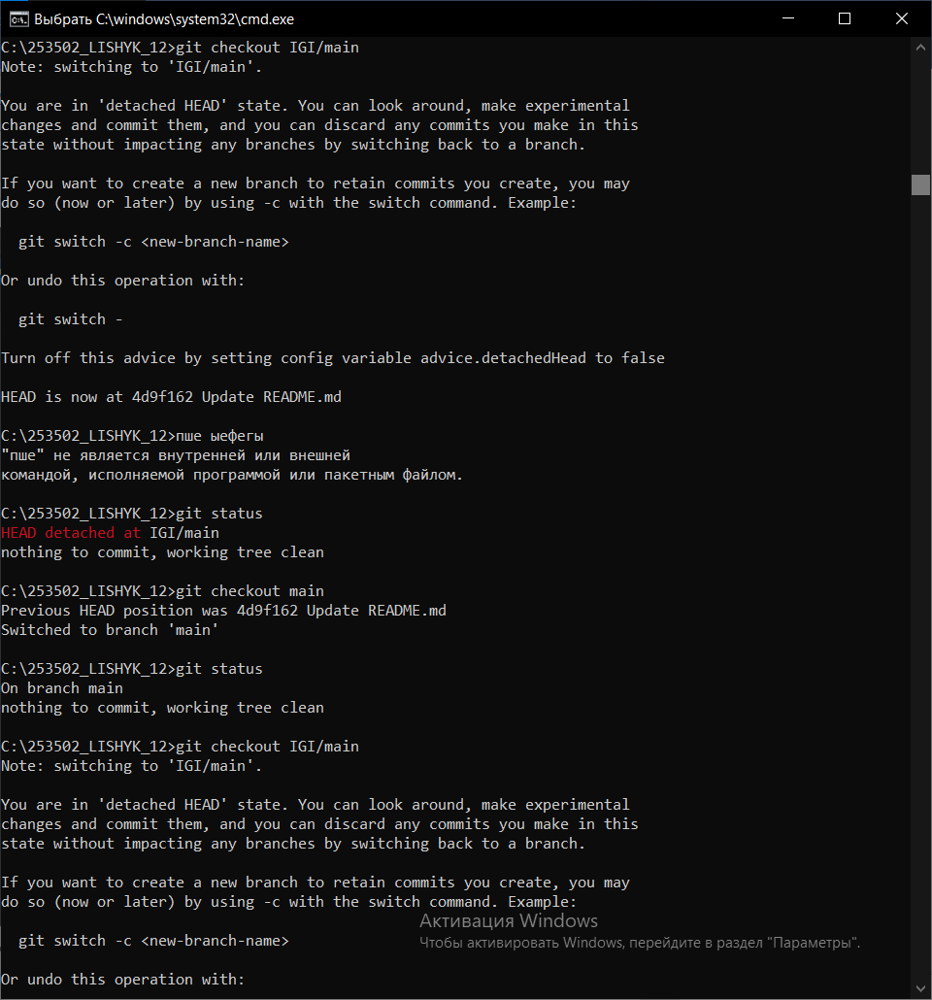 Выбрать C:\windows\system32\cmd.exe
C:\253502_LISHYK_12>git checkout IGI/main
Note: switching to 'IGI/main'.
You are in 'detached HEAD' state. You can look around, make experimental
changes and commit them, and you can discard any commits you make in this
state without impacting any branches by switching back to a branch.
If you want to create a new branch to retain commits you create, you may
do so (now or later) by using -c with the switch command. Example:
git switch -c <new-branch-name>
Or undo this operation with:
git switch -
Turn off this advice by setting config variable advice.detachedHead to false
HEAD is now at 4d9f162 Update README.md
C:\253502_LISHYK_12>пше ыефегы
"пше" не является внутренней или внешней
командой, исполняемой программой или пакетным файлом.
C:\253502_LISHYK_12>git status
HEAD detached at IGI/main
nothing to commit, working tree clean
C:\253502_LISHYK_12>git checkout main
Previous HEAD position was 4d9f162 Update README.md
Switched to branch 'main'
C:\253502_LISHYK_12>git status
On branch main
nothing to commit, working tree clean
C:\253502_LISHYK_12>git checkout IGI/main
Note: switching to 'IGI/main'.
You are in 'detached HEAD' state. You can look around, make experimental
changes and commit them, and you can discard any commits you make in this
state without impacting any branches by switching back to a branch.
If you want to create a new branch to retain commits you create, you may
do so (now or later) by using -c with the switch command. Example:
Активация Windows
git switch -c <new-branch-name>
Чтобы активировать Windows, перейдите в раздел "Параметры".
Or undo this operation with: